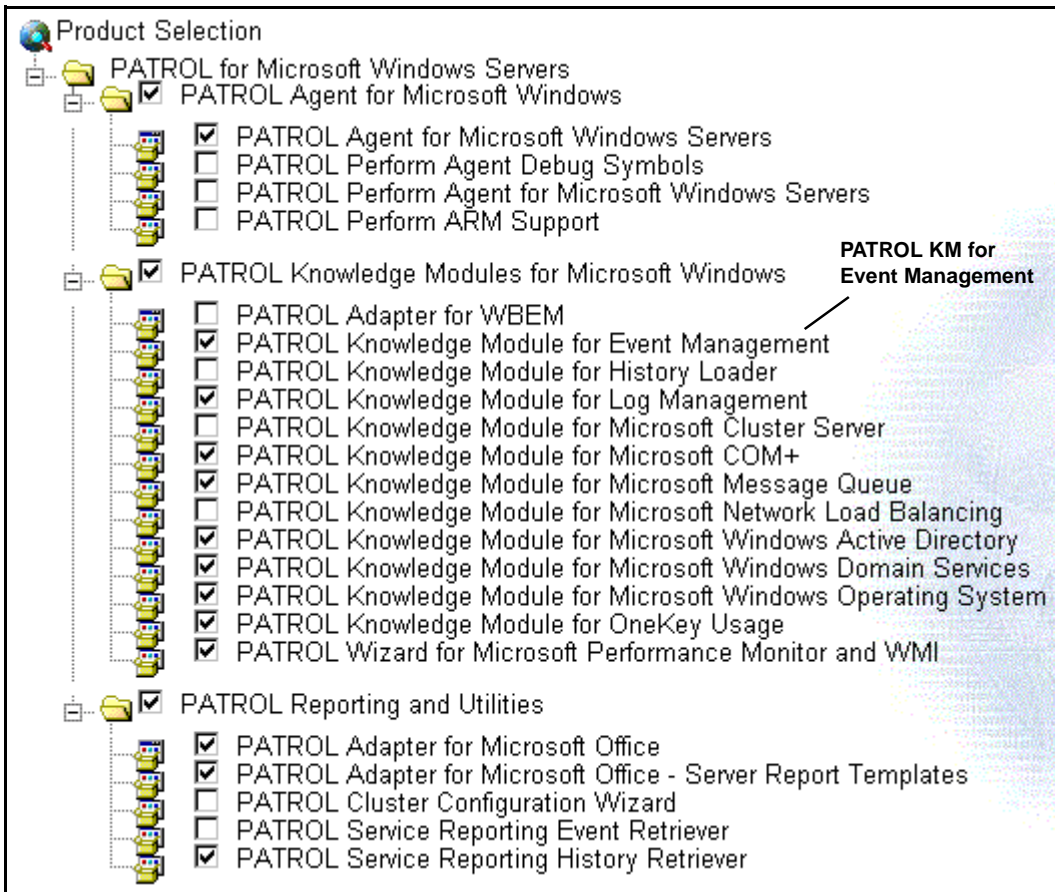 Product Selection
PATROL for Microsoft Windows Servers
PATROL Agent for Microsoft Windows
PATROL Agent for Microsoft Windows Servers
PATROL Perform Agent Debug Symbols
PATROL Perform Agent for Microsoft Windows Servers
PATROL Perform ARM Support
PATROL KM for
Event Management
PATROL Knowledge Modules for Microsoft Windows
PATROL Adapter for WBEM
PATROL Knowledge Module for Event Management
PATROL Knowledge Module for History Loader
PATROL Knowledge Module for Log Management
PATROL Knowledge Module for Microsoft Cluster Server
PATROL Knowledge Module for Microsoft COM+
PATROL Knowledge Module for Microsoft Message Queue
PATROL Knowledge Module for Microsoft Network Load Balancing
PATROL Knowledge Module for Microsoft Windows Active Directory
PATROL Knowledge Module for Microsoft Windows Domain Services
PATROL Knowledge Module for Microsoft Windows Operating System
PATROL Knowledge Module for OneKey Usage
PATROL Wizard for Microsoft Performance Monitor and WMI
PATROL Reporting and Utilities
PATROL Adapter for Microsoft Office
PATROL Adapter for Microsoft Office - Server Report Templates
PATROL Cluster Configuration Wizard
PATROL Service Reporting Event Retriever
PATROL Service Reporting History Retriever